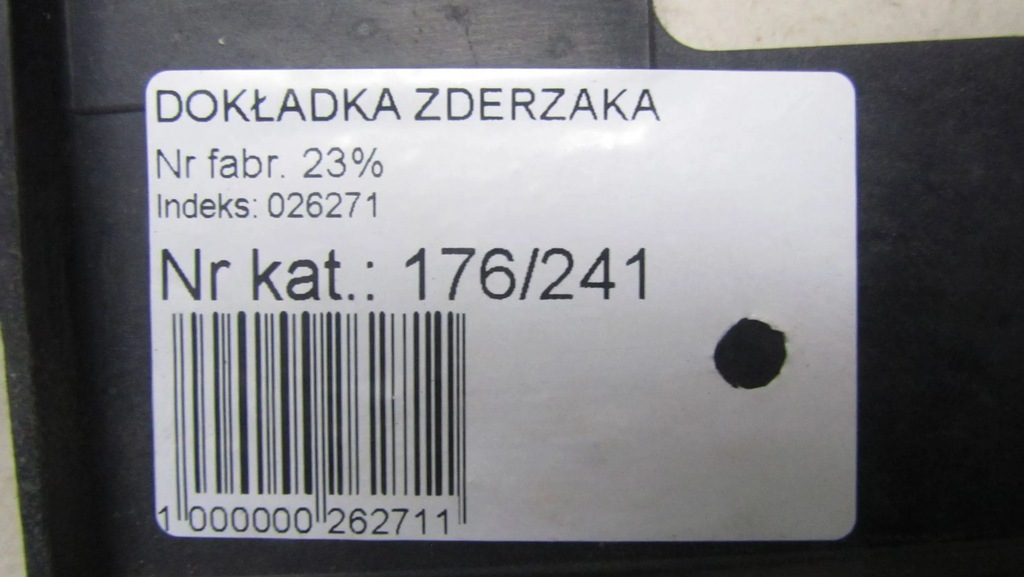 DOKŁADKA ZDERZAKA
Nr fabr. 23%
Indeks: 026271
Nr kat.: 176/241
1 000000 262711